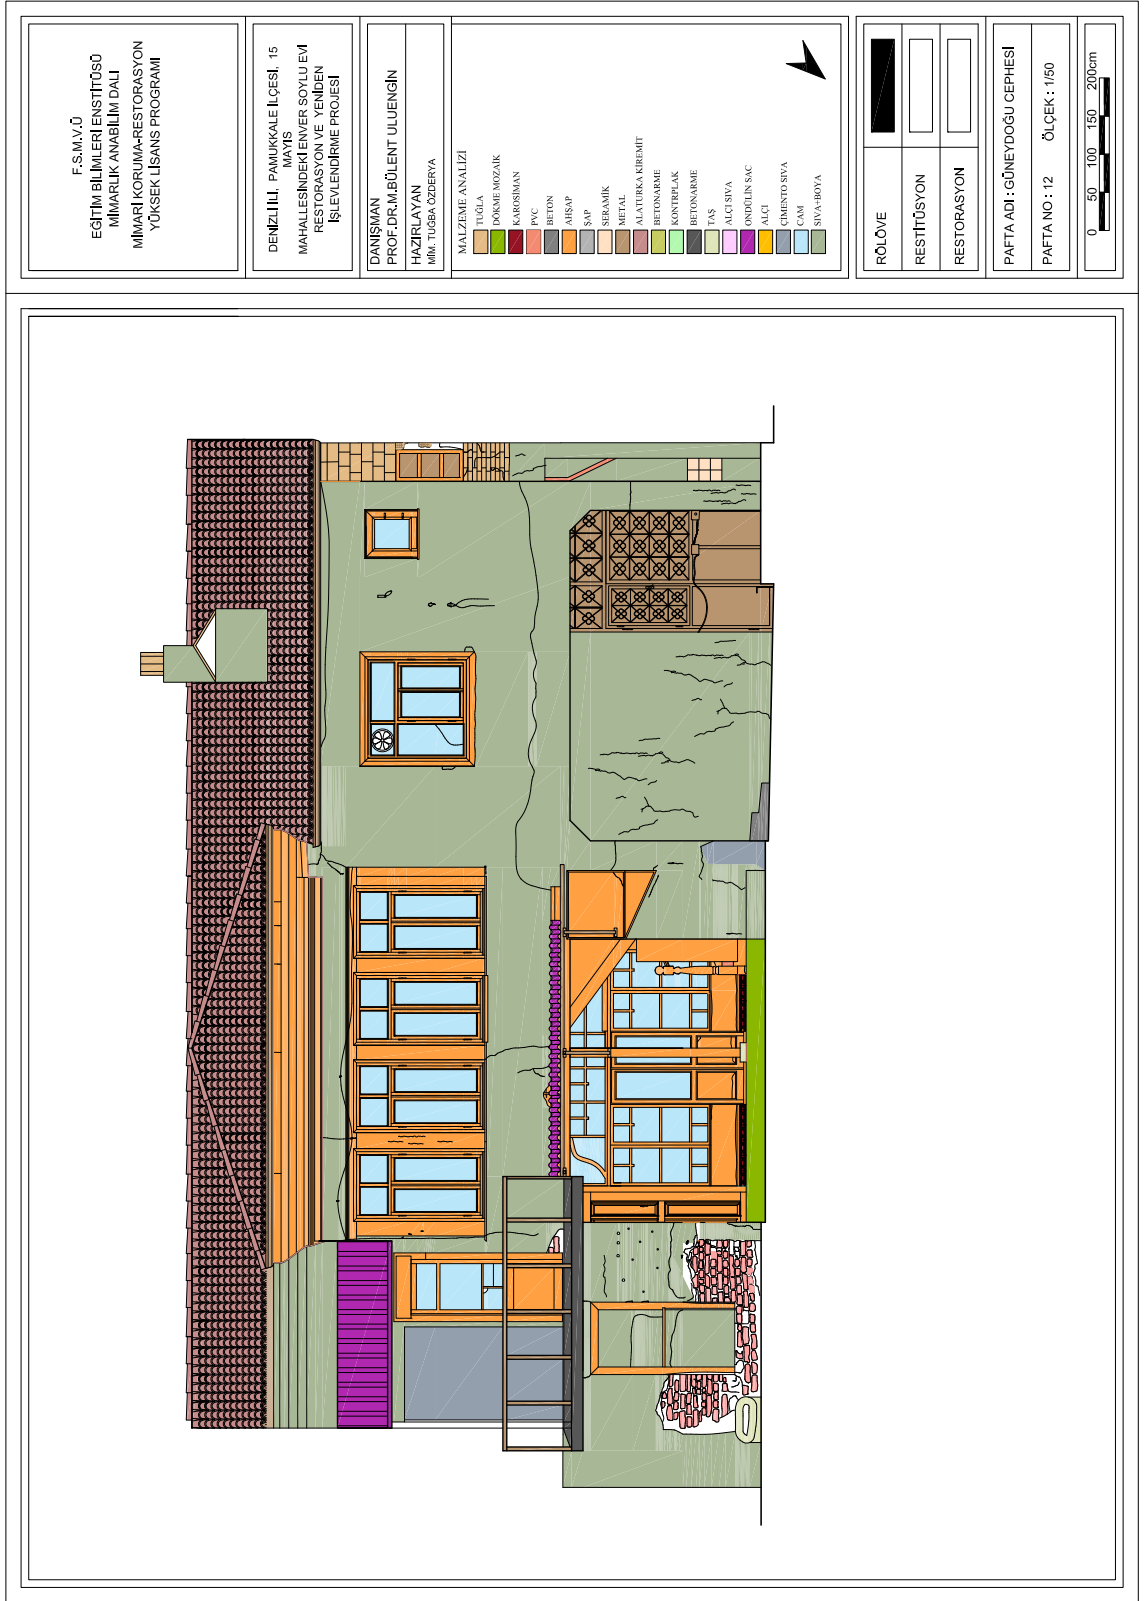 F.S.M.V.Ü
EĞİTİM BİLİMLERİ ENSTİTÜSÜ
MİMARLIK ANABİLİM DALI
MİMARİ KORUMA-RESTORASYON
YÜKSEK LİSANS PROGRAMI
DENİZLİ İLİ, PAMUKKALE İLÇESİ, 15
MAYIS
MAHALLESİNDEKİ ENVER SOYLU EVİ
RESTORASYON VE YENİDEN
İŞLEVLENDİRME PROJESİ
DANIŞMAN
PROF.DR.M.BÜLENT ULUTENGİN
HAZIRLAYAN
MİM. TUĞBA ÖZDERYA
MALZEME ANALİZİ
TUĞLA
DÖKME MOZAİK
KAROSİMAN
PVC
BETON
AHŞAP
ŞAP
SERAMİK
METAL
ALATURKA KİREMİT
BETONARME
KONTRPLAK
BETONARME
TAŞ
ALÇI SIVA
ONDÜLİN SAC
ALÇI
ÇİMENTO SIVA
CAM
SIVA+BOYA
RÖLÖVE
RESTİTÜSYON
RESTORASYON
PAFTA ADI : GÜNEYDOĞU CEPHESİ
PAFTA NO : 12 ÖLÇEK : 1/50
0 50 100 150 200cm